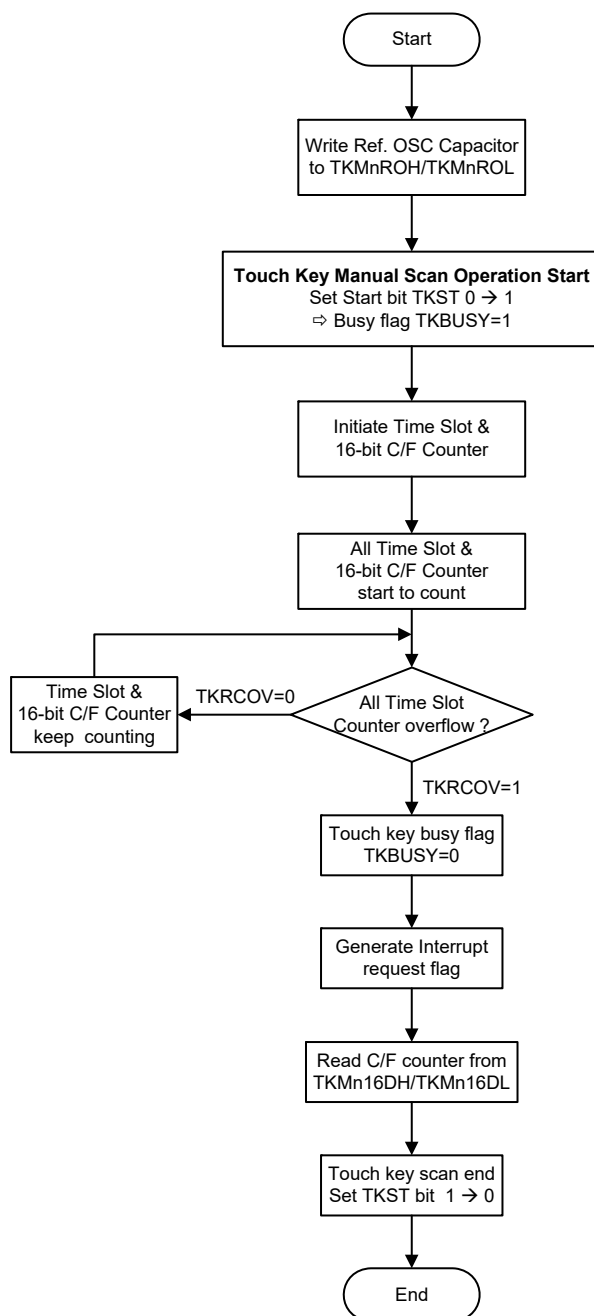 Start
Write Ref. OSC Capacitor
to TKMnROH/TKMnROL
Touch Key Manual Scan Operation Start
Set Start bit TKST 0 → 1
⇨ Busy flag TKBUSY=1
Initiate Time Slot &
16-bit C/F Counter
All Time Slot &
16-bit C/F Counter
start to count
Time Slot &
16-bit C/F Counter
keep counting
TKRCOV=0
All Time Slot
Counter overflow ?
TKRCOV=1
Touch key busy flag
TKBUSY=0
Generate Interrupt
request flag
Read C/F counter from
TKMn16DH/TKMn16DL
Touch key scan end
Set TKST bit 1 → 0
End